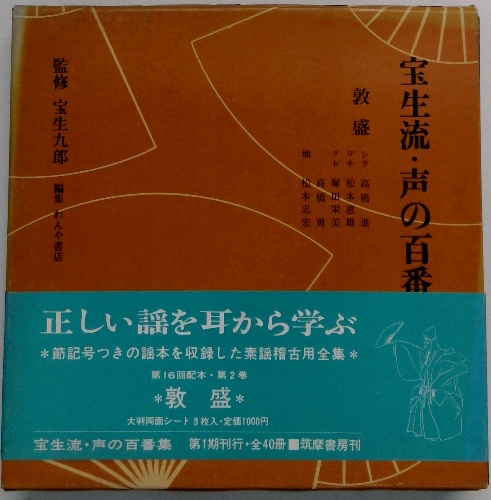 宝生流・声の百番
敦盛
シテ 高橋進
ワキ 松本惠雄
ツレ 塚田栄美
地 高橋勇
松本忠宏
監修 宝生九郎
編集 わんや書店
正しい謡を耳から学ぶ
*節記号つきの謡本を収録した素謡稽古用全集*
第16回配本・第2巻
*敦盛*
大判両面シート3枚入・定価1000円
宝生流・声の百番集 第1期刊行・全40冊■筑摩書房刊